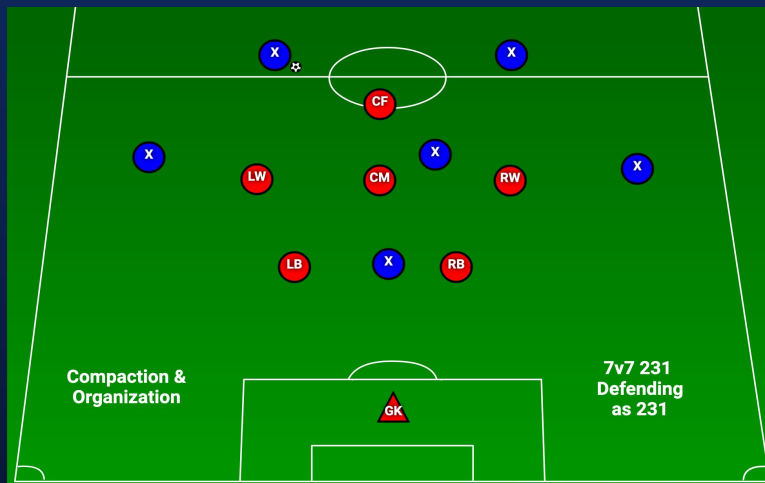 X
X
CF
X
X
X
LW
CM
RW
LB
X
RB
Compaction &
Organization
7v7 231
Defending
as 231
GK